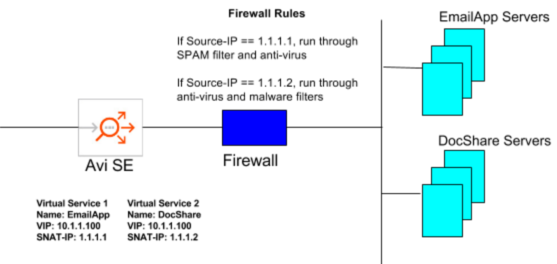 Firewall Rules
EmailApp Servers
If Source-IP == 1.1.1.1, run through
SPAM filter and anti-virus
If Source-IP == 1.1.1.2, run through
anti-virus and malware filters
DocShare Servers
Avi SE
Firewall
Virtual Service 1
Name: EmailApp
VIP: 10.1.1.100
SNAT-IP: 1.1.1.1
Virtual Service 2
Name: DocShare
VIP: 10.1.1.100
SNAT-IP: 1.1.1.2